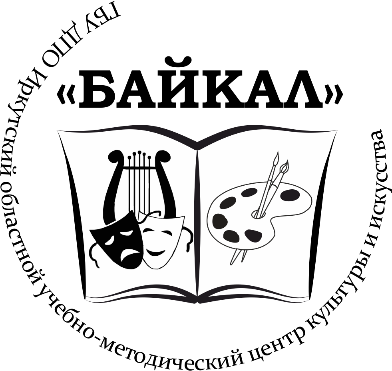 «БАЙКАЛ»
ГБУ ДПО Иркутский областной учебно-методический центр культуры и искусства